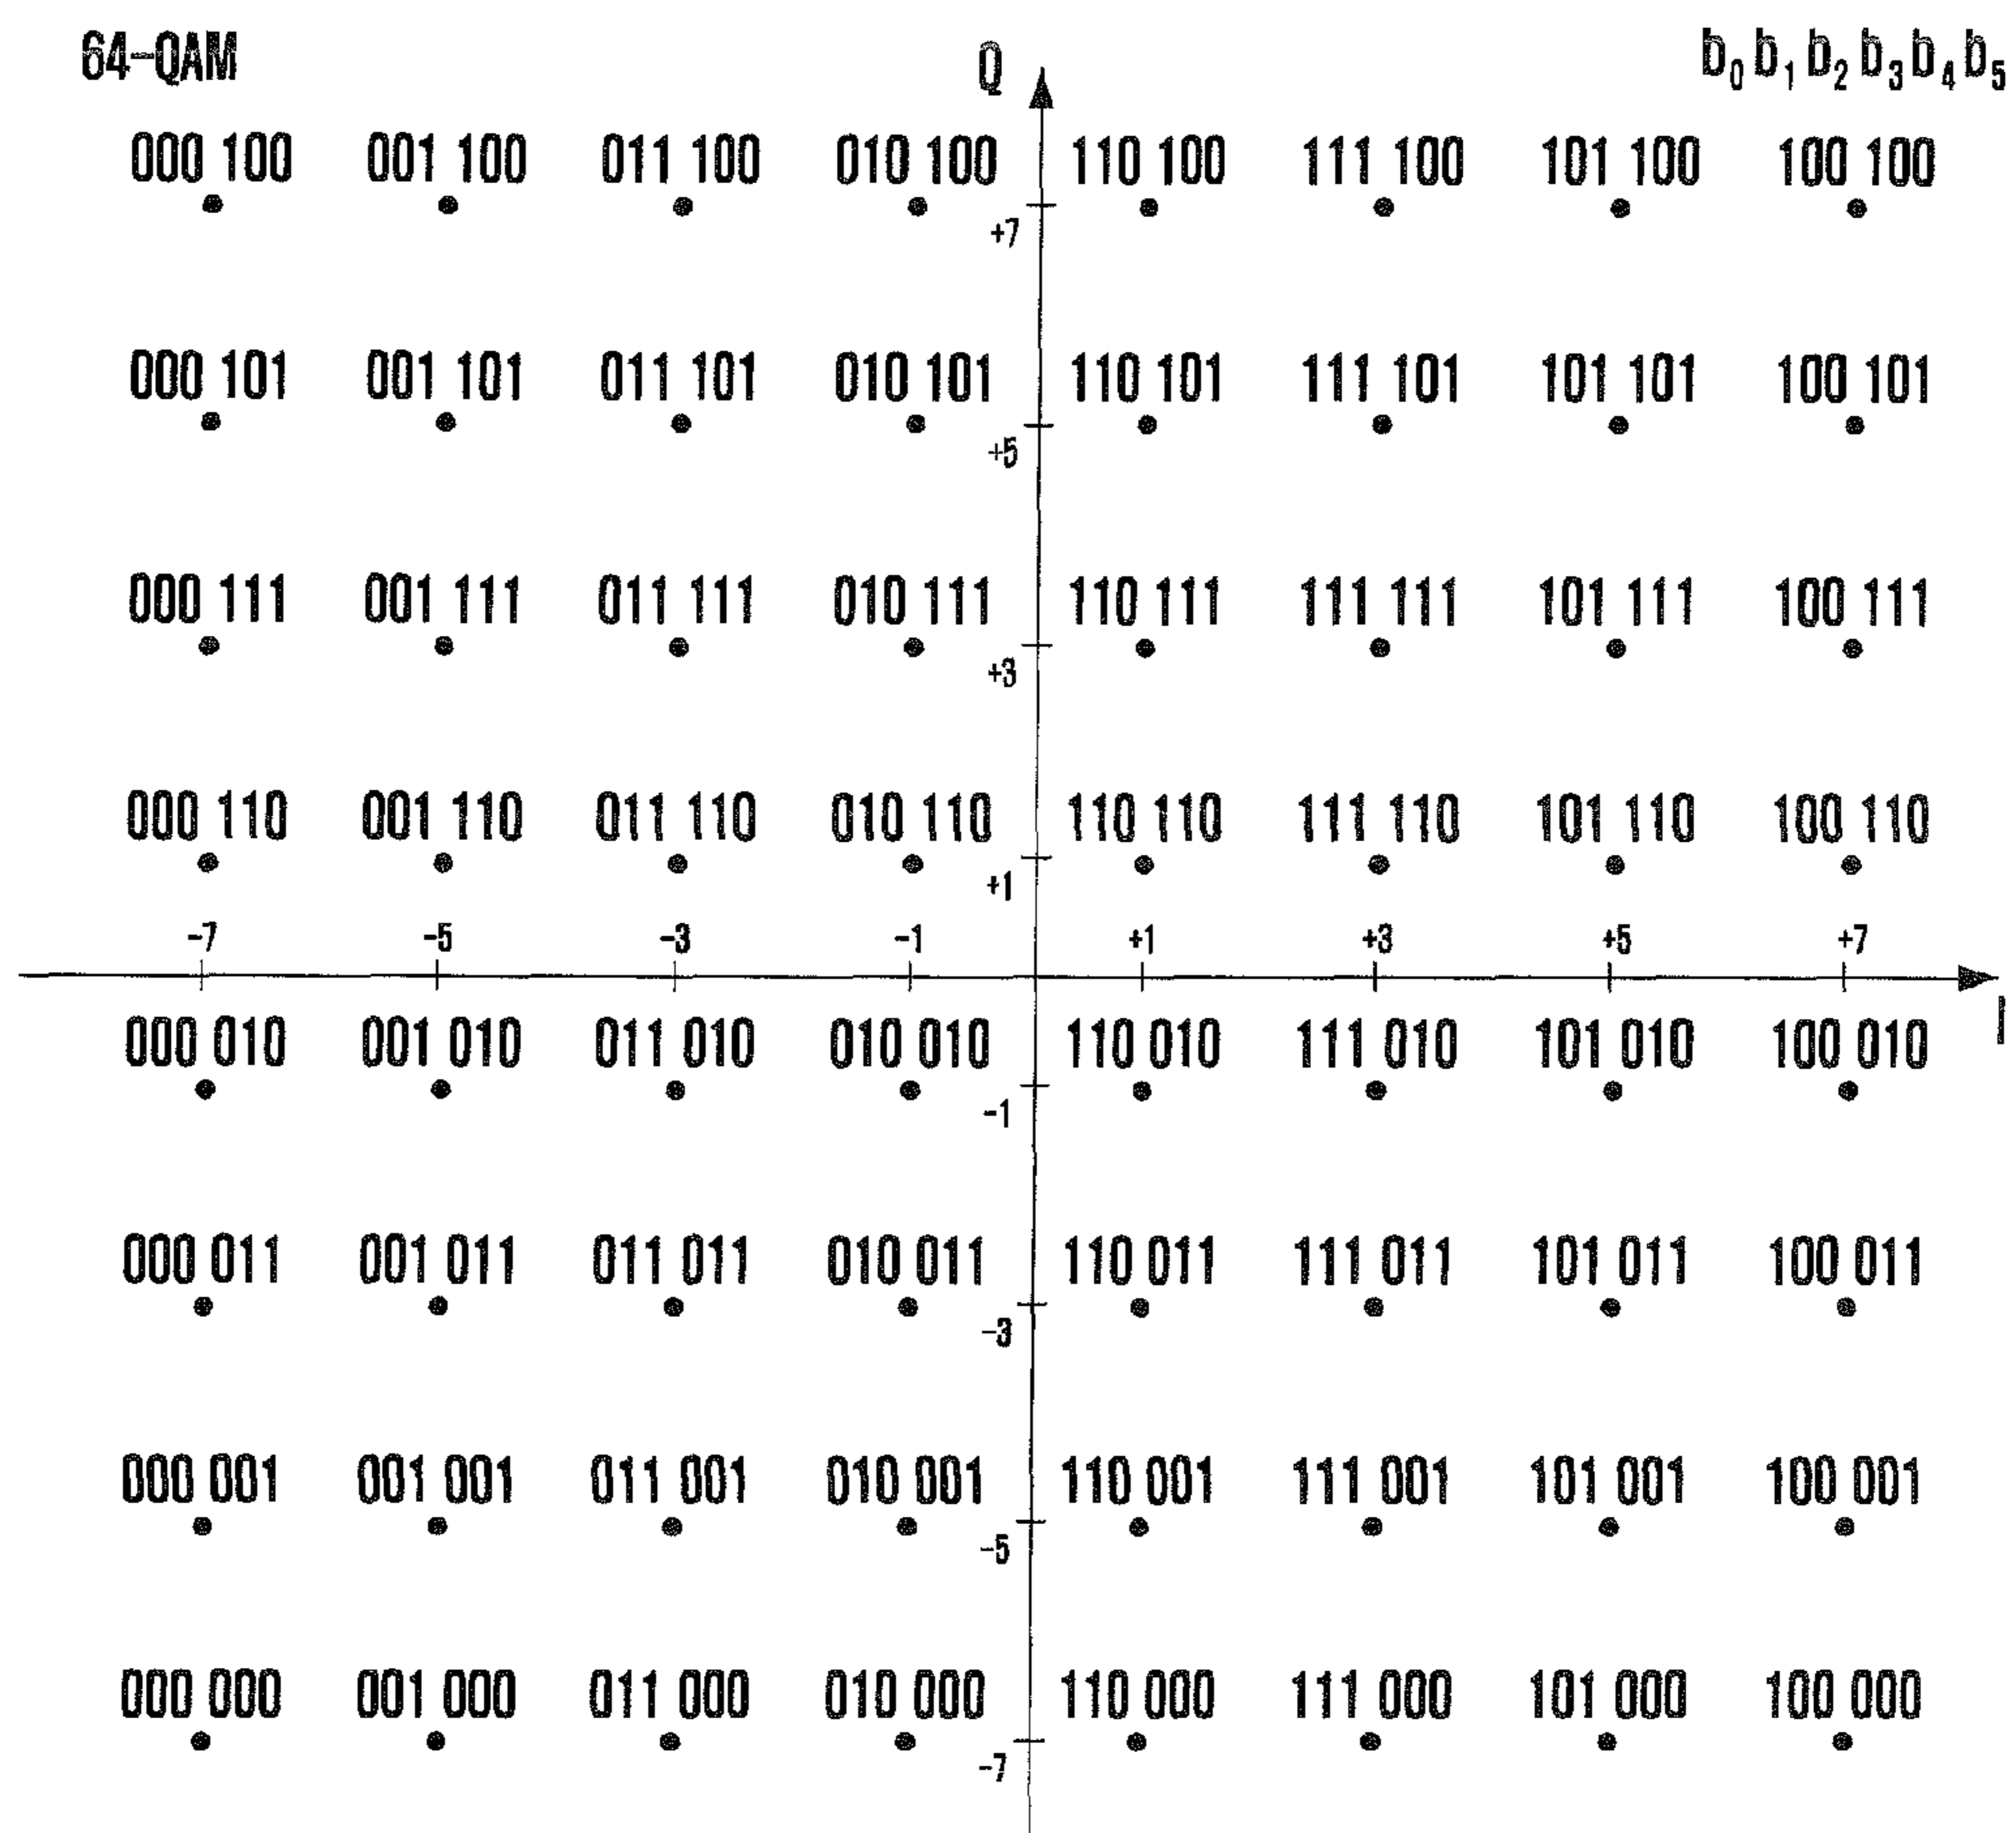 64-QAM Q b₀ b₁ b₂ b₃ b₄ b₅
000 100 001 100 011 100 010 100 110 100 111 100 101 100 100 100
+7
000 101 001 101 011 101 010 101 110 101 111 101 101 101 100 101
+5
000 111 001 111 011 111 010 111 110 111 111 111 101 111 100 111
+3
000 110 001 110 011 110 010 110 110 110 111 110 101 110 100 110
+1
-7 -5 -3 -1 +1 +3 +5 +7
I
000 010 001 010 011 010 010 010 110 010 111 010 101 010 100 010
-1
000 011 001 011 011 011 010 011 110 011 111 011 101 011 100 011
-3
000 001 001 001 011 001 010 001 110 001 111 001 101 001 100 001
-5
000 000 001 000 011 000 010 000 110 000 111 000 101 000 100 000
-7